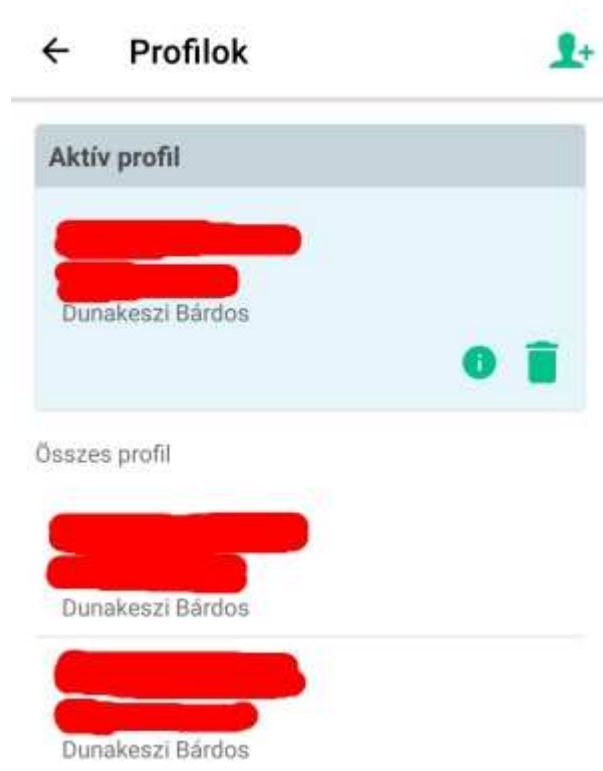 Profilok
Aktív profil
Dunakeszi Bárdos
Összes profil
Dunakeszi Bárdos
Dunakeszi Bárdos